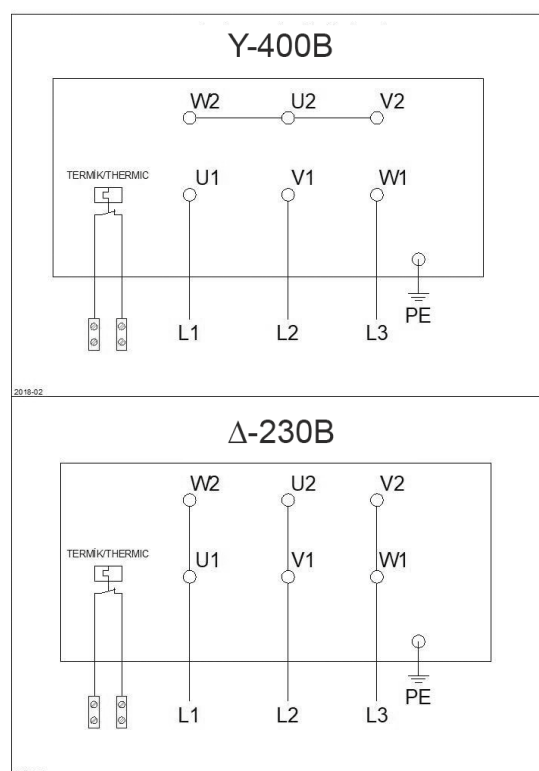 Y-400B
W2 U2 V2
TERMİK/THERMIC
U1 V1 W1
PE
L1 L2 L3
2018-02
Δ-230B
W2 U2 V2
TERMİK/THERMIC
U1 V1 W1
PE
L1 L2 L3